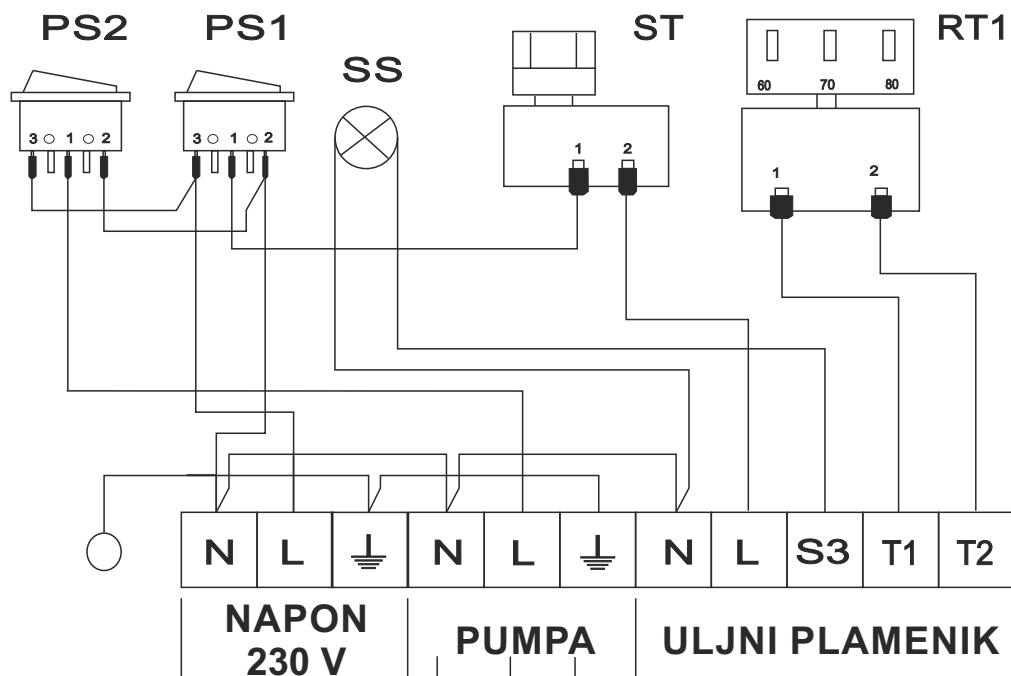 PS2 PS1 SS ST RT1
60 70 80
3 1 2 3 1 2
1 2
1 2
N L N L N L S3 T1 T2
NAPON 230 V
PUMPA
ULJNI PLAMENIK